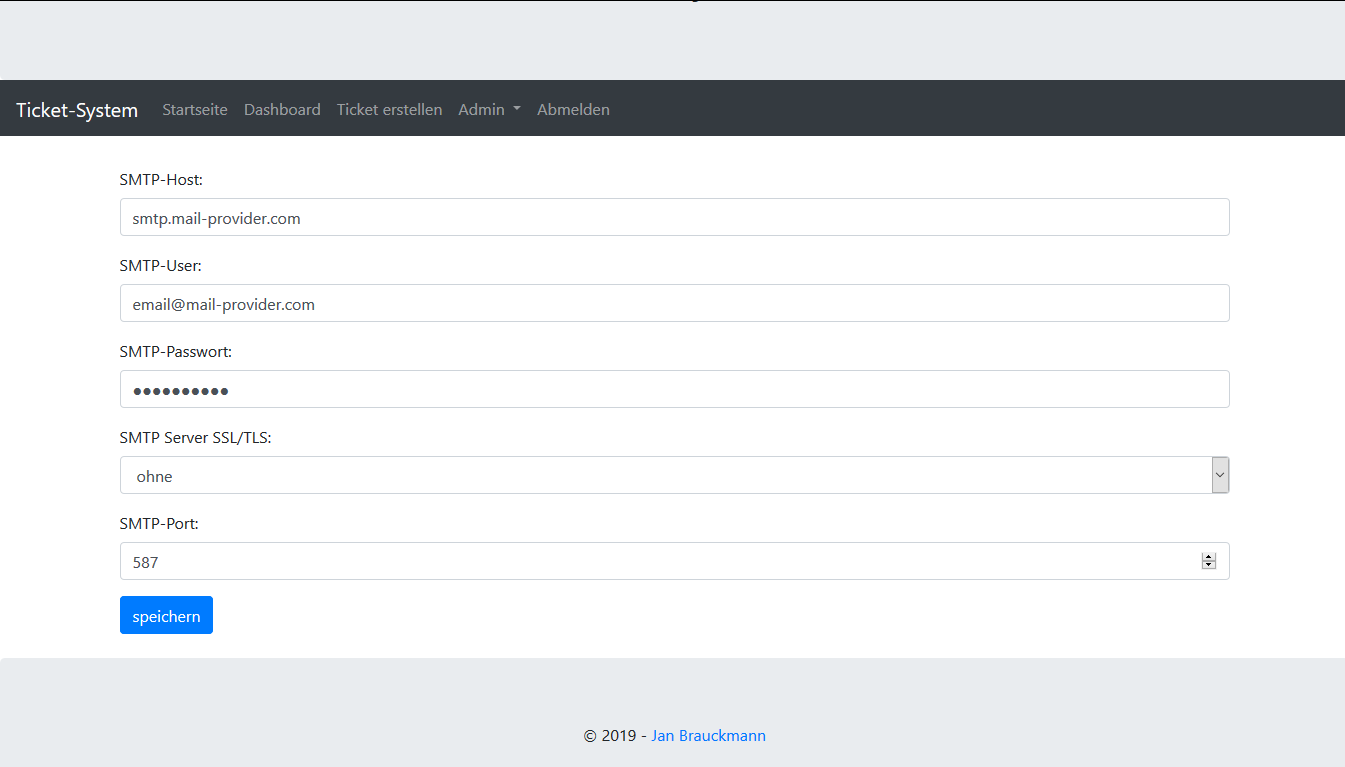 Ticket-System Startseite Dashboard Ticket erstellen Admin Abmelden
SMTP-Host:
smtp.mail-provider.com
SMTP-User:
email@mail-provider.com
SMTP-Passwort:
●●●●●●●●●●
SMTP Server SSL/TLS:
ohne
SMTP-Port:
587
speichern
© 2019 - Jan Brauckmann